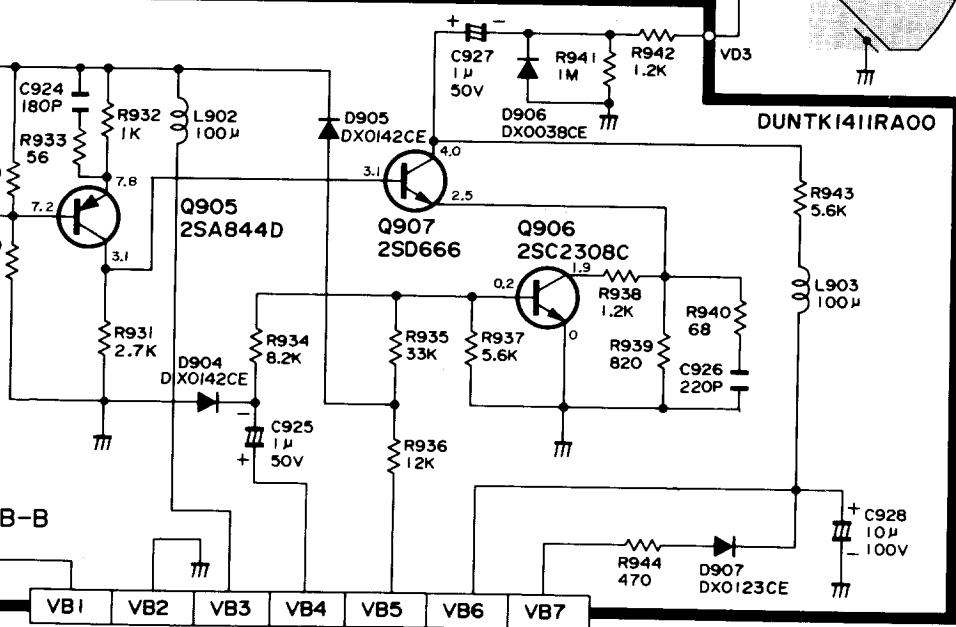 + -
C927
1μ
50V
R941
1M
R942
1.2K
VD3
C924
180P
R932
1K
L902
100μ
D905
DX0142CE
D906
DX0038CE
DUNTK1411RA00
R933
56
4.0
3.1
7.8
2.5
7.2
Q905
2SA844D
Q907
2SD666
Q906
2SC2308C
R943
5.6K
3.1
1.9
0.2
R938
1.2K
L903
100μ
R940
68
0
R931
2.7K
R934
8.2K
R935
33K
R937
5.6K
R939
820
D904
DX0142CE
C926
220P
-
C925
1μ
50V
+
R936
12K
B-B
+
C928
10μ
100V
-
R944
470
D907
DX0123CE
VB1 VB2 VB3 VB4 VB5 VB6 VB7